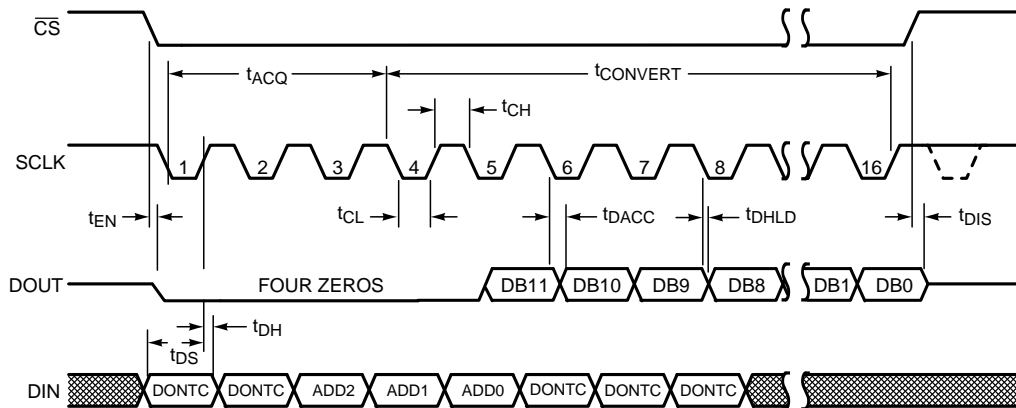 CS
tACQ
tCONVERT
tCH
SCLK
1 2 3 4 5 6 7 8 16
tEN
tCL
tDACC
tDHLD
tDIS
DOUT
FOUR ZEROS
DB11 DB10 DB9 DB8 DB1 DB0
tDH
tDS
DIN
DONTC DONTC ADD2 ADD1 ADD0 DONTC DONTC DONTC